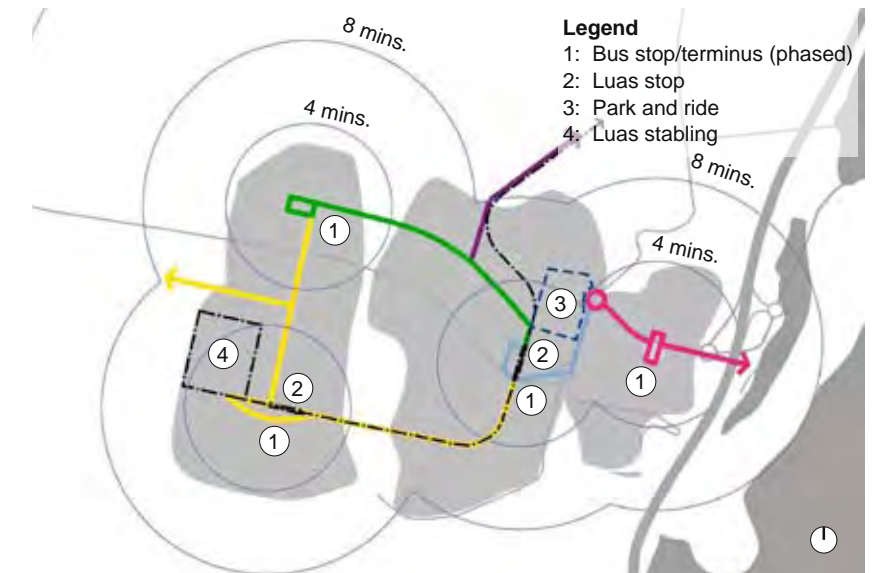 8 mins.
Legend
1: Bus stop/terminus (phased)
2: Luas stop
3: Park and ride
4: Luas stabling
4 mins.
8 mins.
4 mins.
1
3
4
2
2
1
1
1